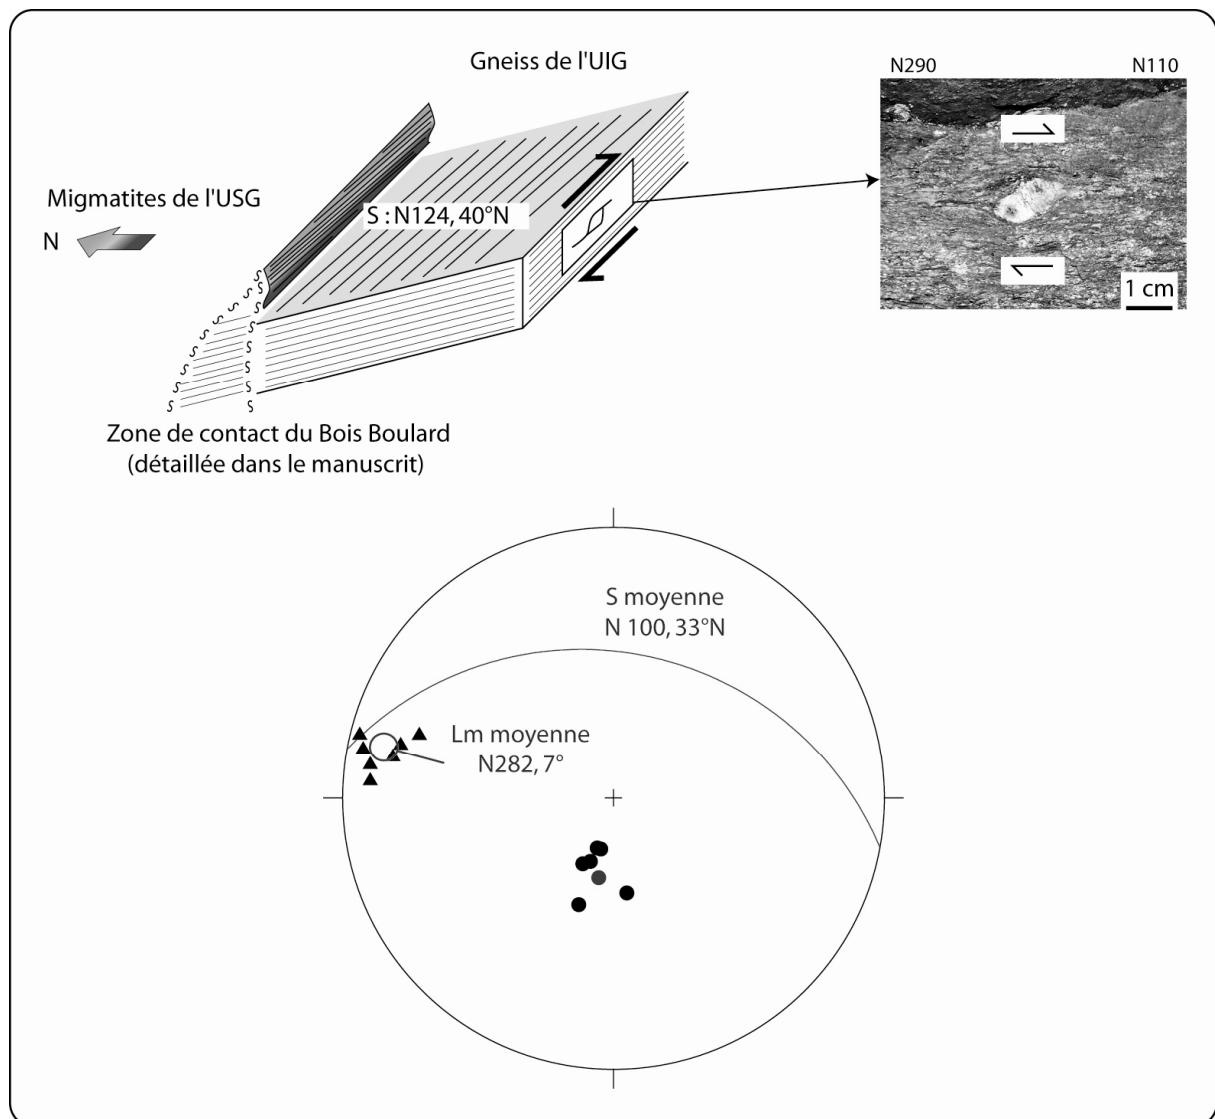 Gneiss de l'UIG
N290 N110
Migmatites de l'USG
N
S : N124, 40°N
1 cm
Zone de contact du Bois Boulard
(détaillée dans le manuscrit)
S moyenne
N 100, 33°N
Lm moyenne
N282, 7°